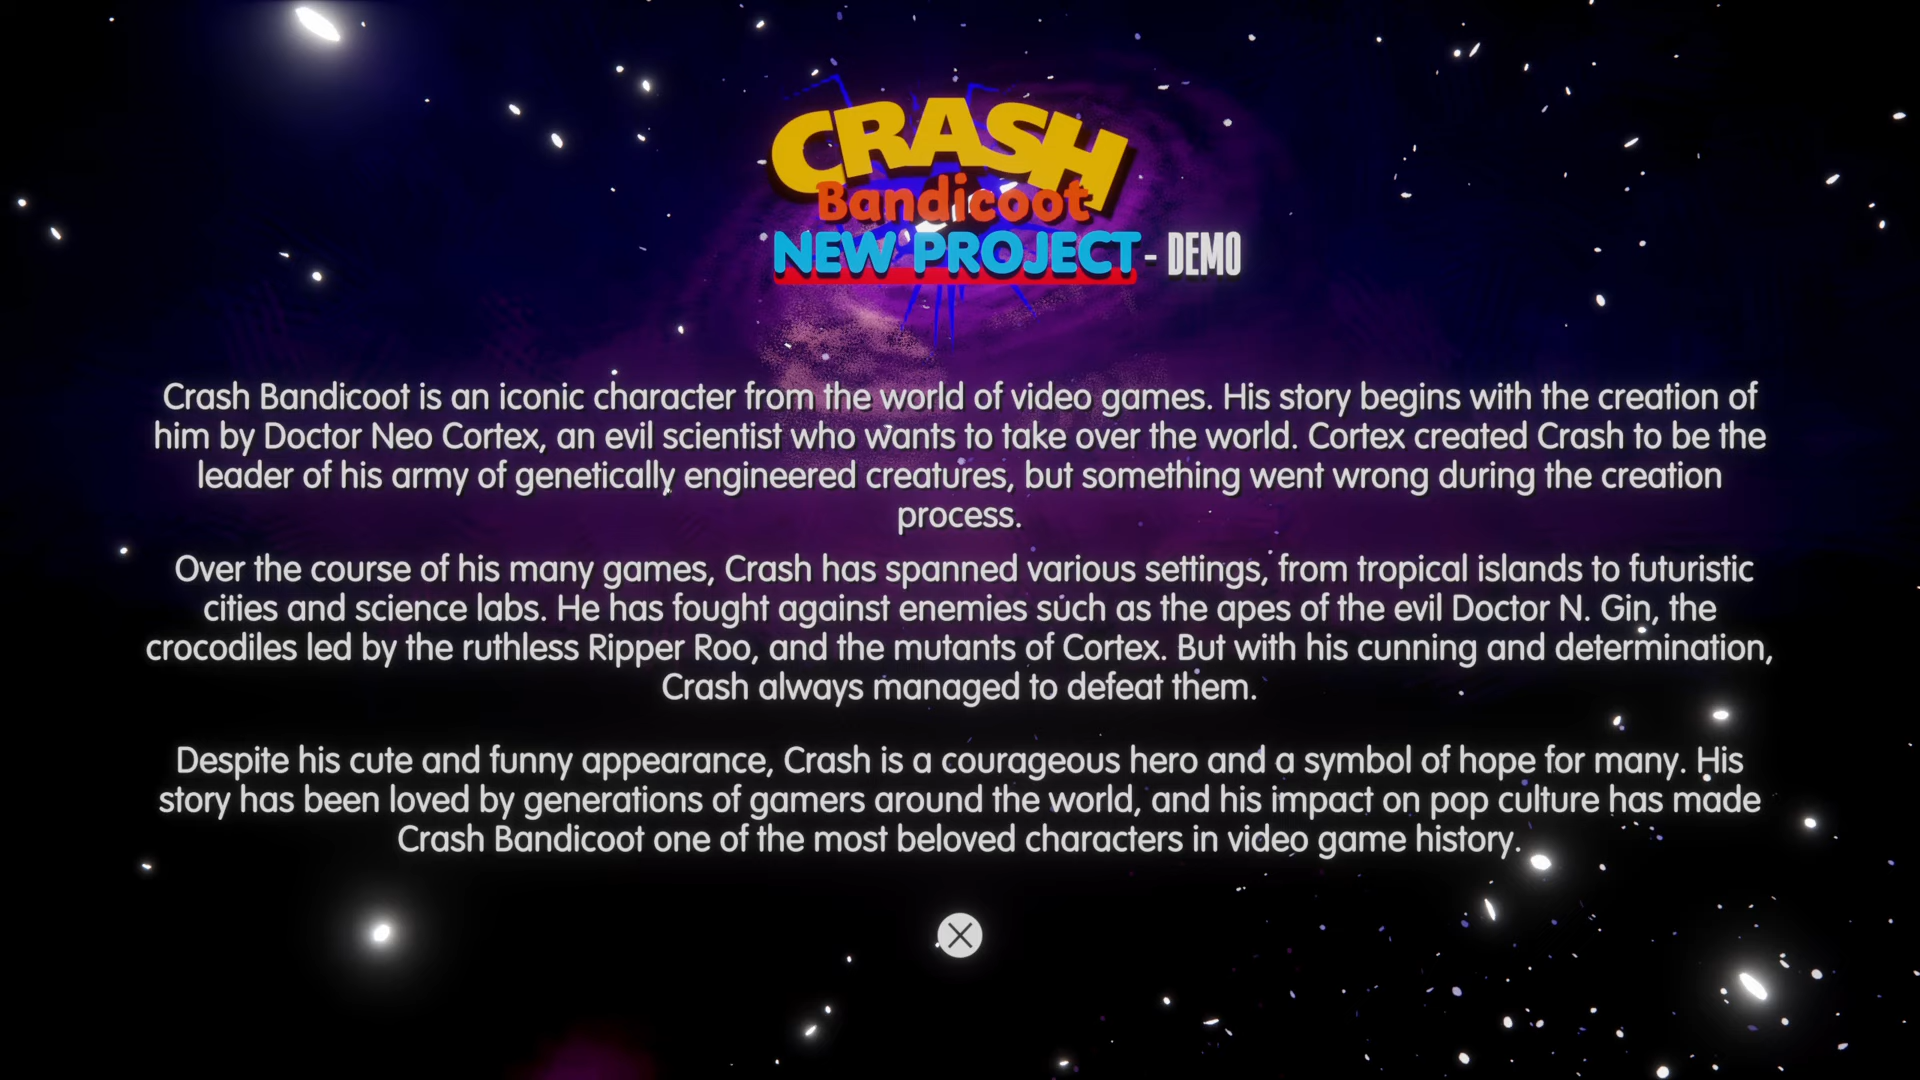 CRASH
Bandicoot
NEW PROJECT - DEMO
Crash Bandicoot is an iconic character from the world of video games. His story begins with the creation of
him by Doctor Neo Cortex, an evil scientist who wants to take over the world. Cortex created Crash to be the
leader of his army of genetically engineered creatures, but something went wrong during the creation
process.
Over the course of his many games, Crash has spanned various settings, from tropical islands to futuristic
cities and science labs. He has fought against enemies such as the apes of the evil Doctor N. Gin, the
crocodiles led by the ruthless Ripper Roo, and the mutants of Cortex. But with his cunning and determination,
Crash always managed to defeat them.
Despite his cute and funny appearance, Crash is a courageous hero and a symbol of hope for many. His
story has been loved by generations of gamers around the world, and his impact on pop culture has made
Crash Bandicoot one of the most beloved characters in video game history.